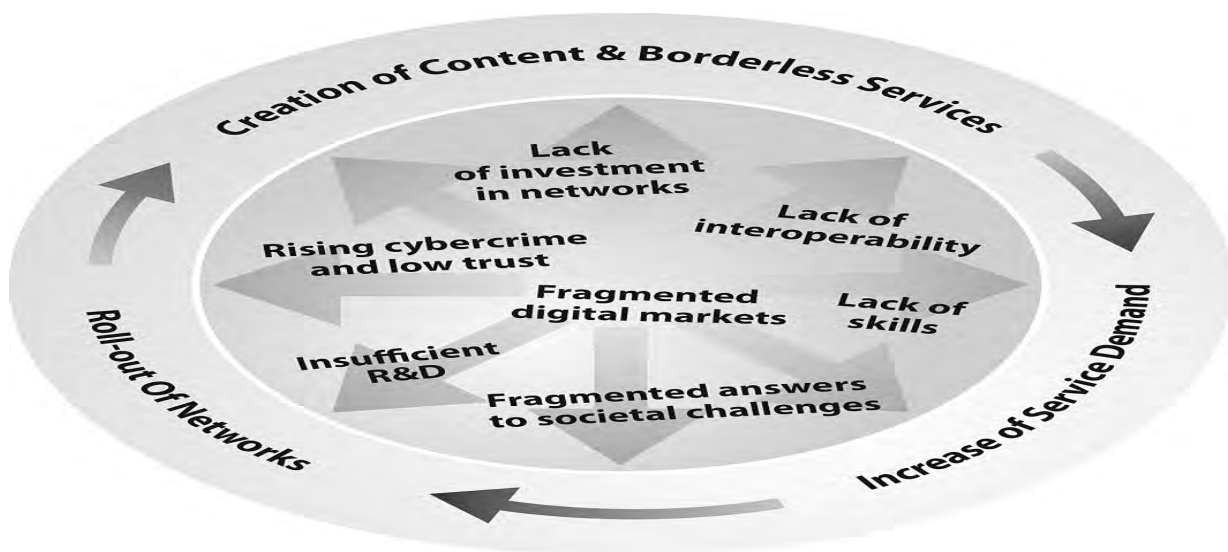 Creation of Content & Borderless Services
Lack
of investment
in networks
Lack of
interoperability
Rising cybercrime
and low trust
Fragmented
digital markets
Lack of
skills
Insufficient
R&D
Fragmented answers
to societal challenges
Increase of Service Demand
Roll-out Of Networks